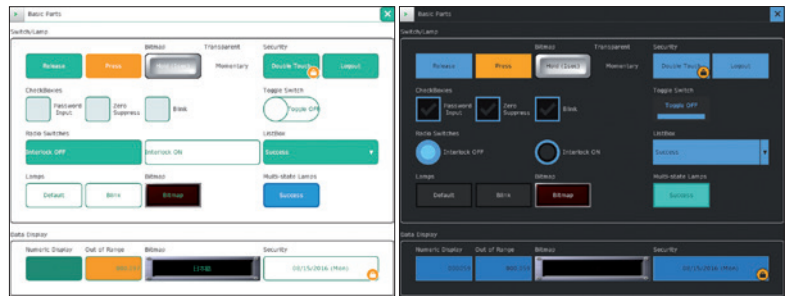 Basic Parts
Switch/Lamp
Bitmap Transparent Security
Release Press Hold (1sec) Momentary Double Touch Logout
CheckBoxes Toggle Switch
Password Input Zero Suppress Blink Toggle OFF
Radio Switches ListBox
Interlock OFF Interlock ON Success
Lamps Bitmap Multi-state Lamps
Default Blink Bitmap Success
Data Display
Numeric Display Out of Range Bitmap Security
03/15/2016 (Mon)
Basic Parts
Switch/Lamp
Bitmap Transparent Security
Release Press Hold (1sec) Momentary Double Touch Logout
CheckBoxes Toggle Switch
Password Input Zero Suppress Blink Toggle OFF
Radio Switches ListBox
Interlock OFF Interlock ON Success
Lamps Bitmap Multi-state Lamps
Default Blink Bitmap Success
Data Display
Numeric Display Out of Range Bitmap Security
03/15/2016 (Mon)